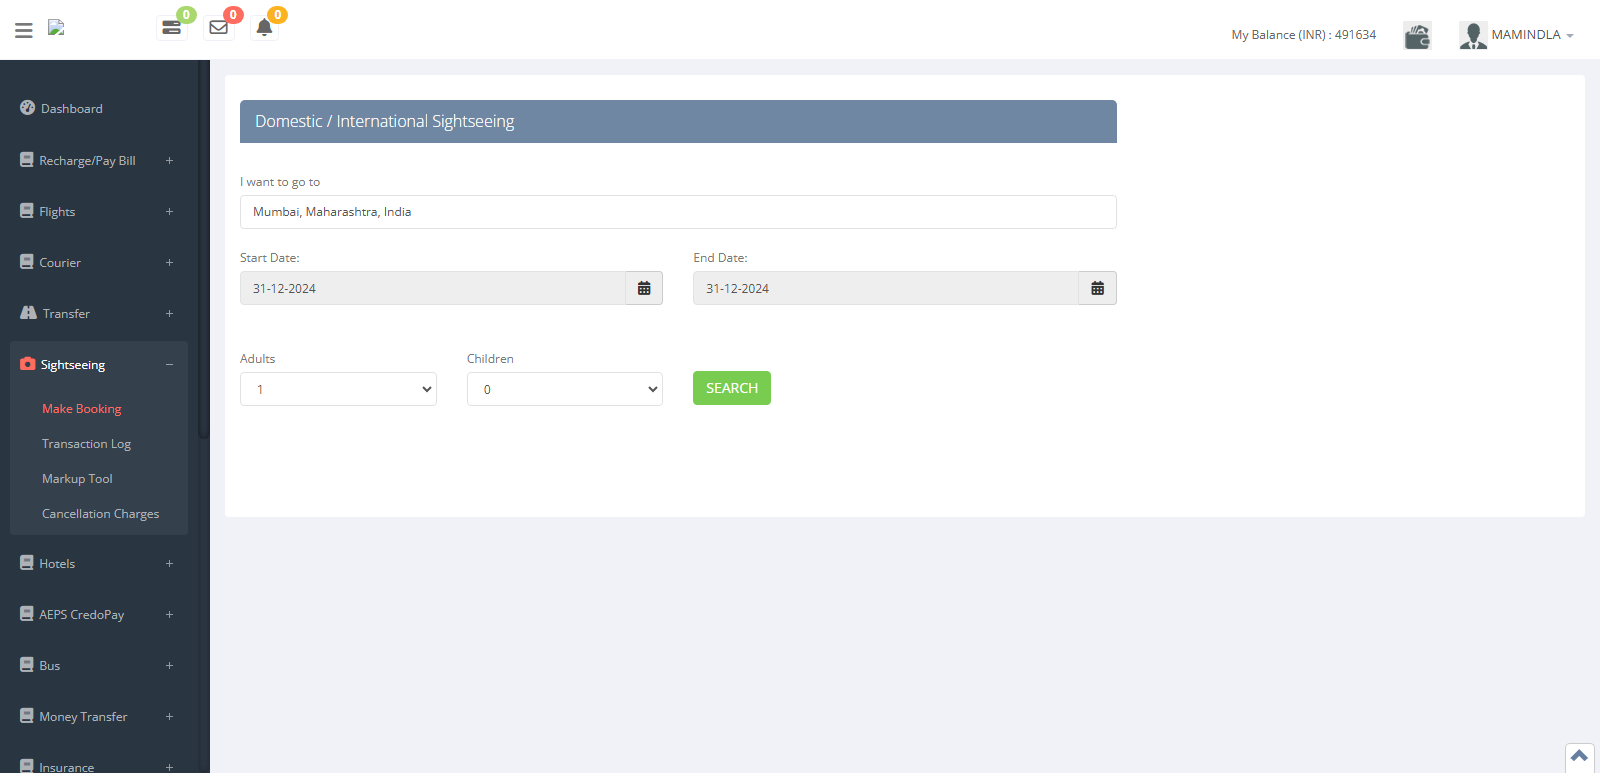 0
0
0
My Balance (INR) : 491634
MAMINDLA
Dashboard
Recharge/Pay Bill +
Flights +
Courier +
Transfer +
Sightseeing −
Make Booking
Transaction Log
Markup Tool
Cancellation Charges
Hotels +
AEPS CredoPay +
Bus +
Money Transfer +
Insurance +
Domestic / International Sightseeing
I want to go to
Mumbai, Maharashtra, India
Start Date:
End Date:
31-12-2024
31-12-2024
Adults
Children
1
0
SEARCH